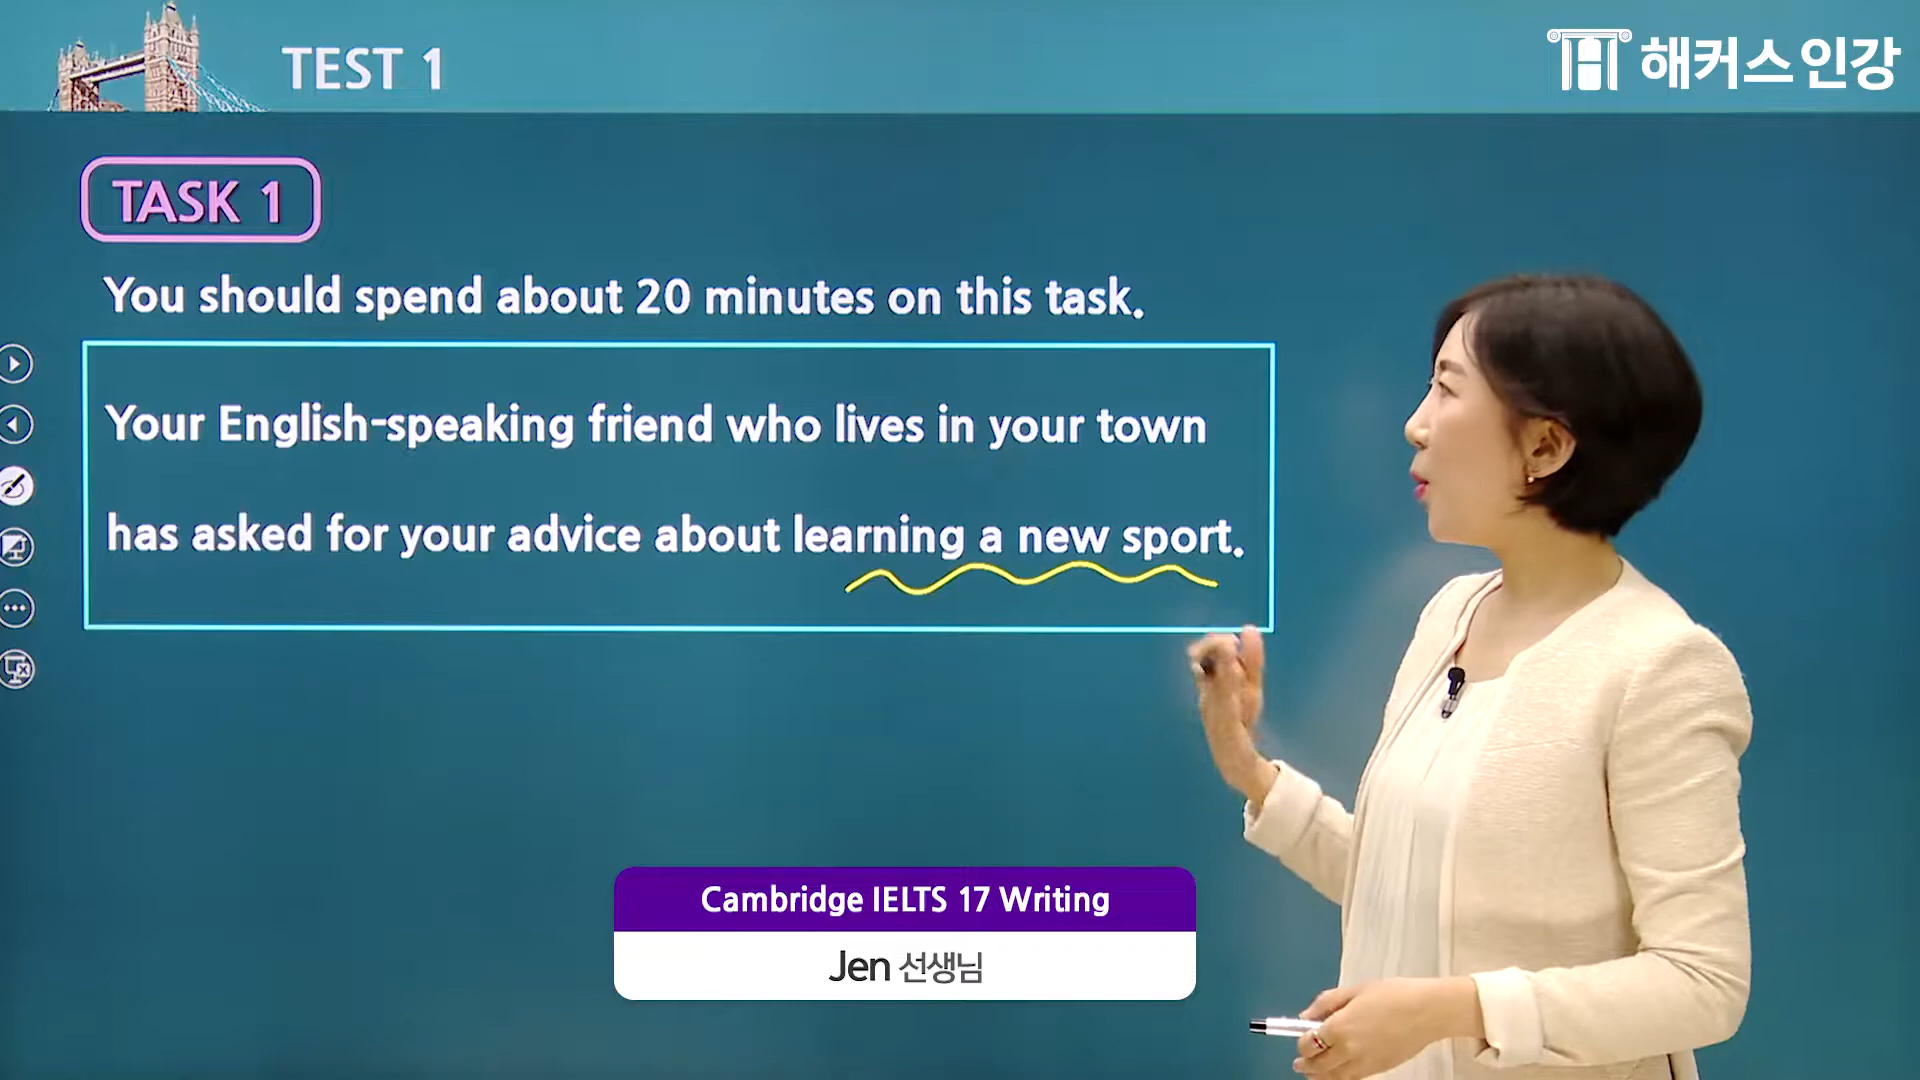 TEST 1
해커스인강
TASK 1
You should spend about 20 minutes on this task.
Your English-speaking friend who lives in your town
has asked for your advice about learning a new sport.
Cambridge IELTS 17 Writing
Jen 선생님